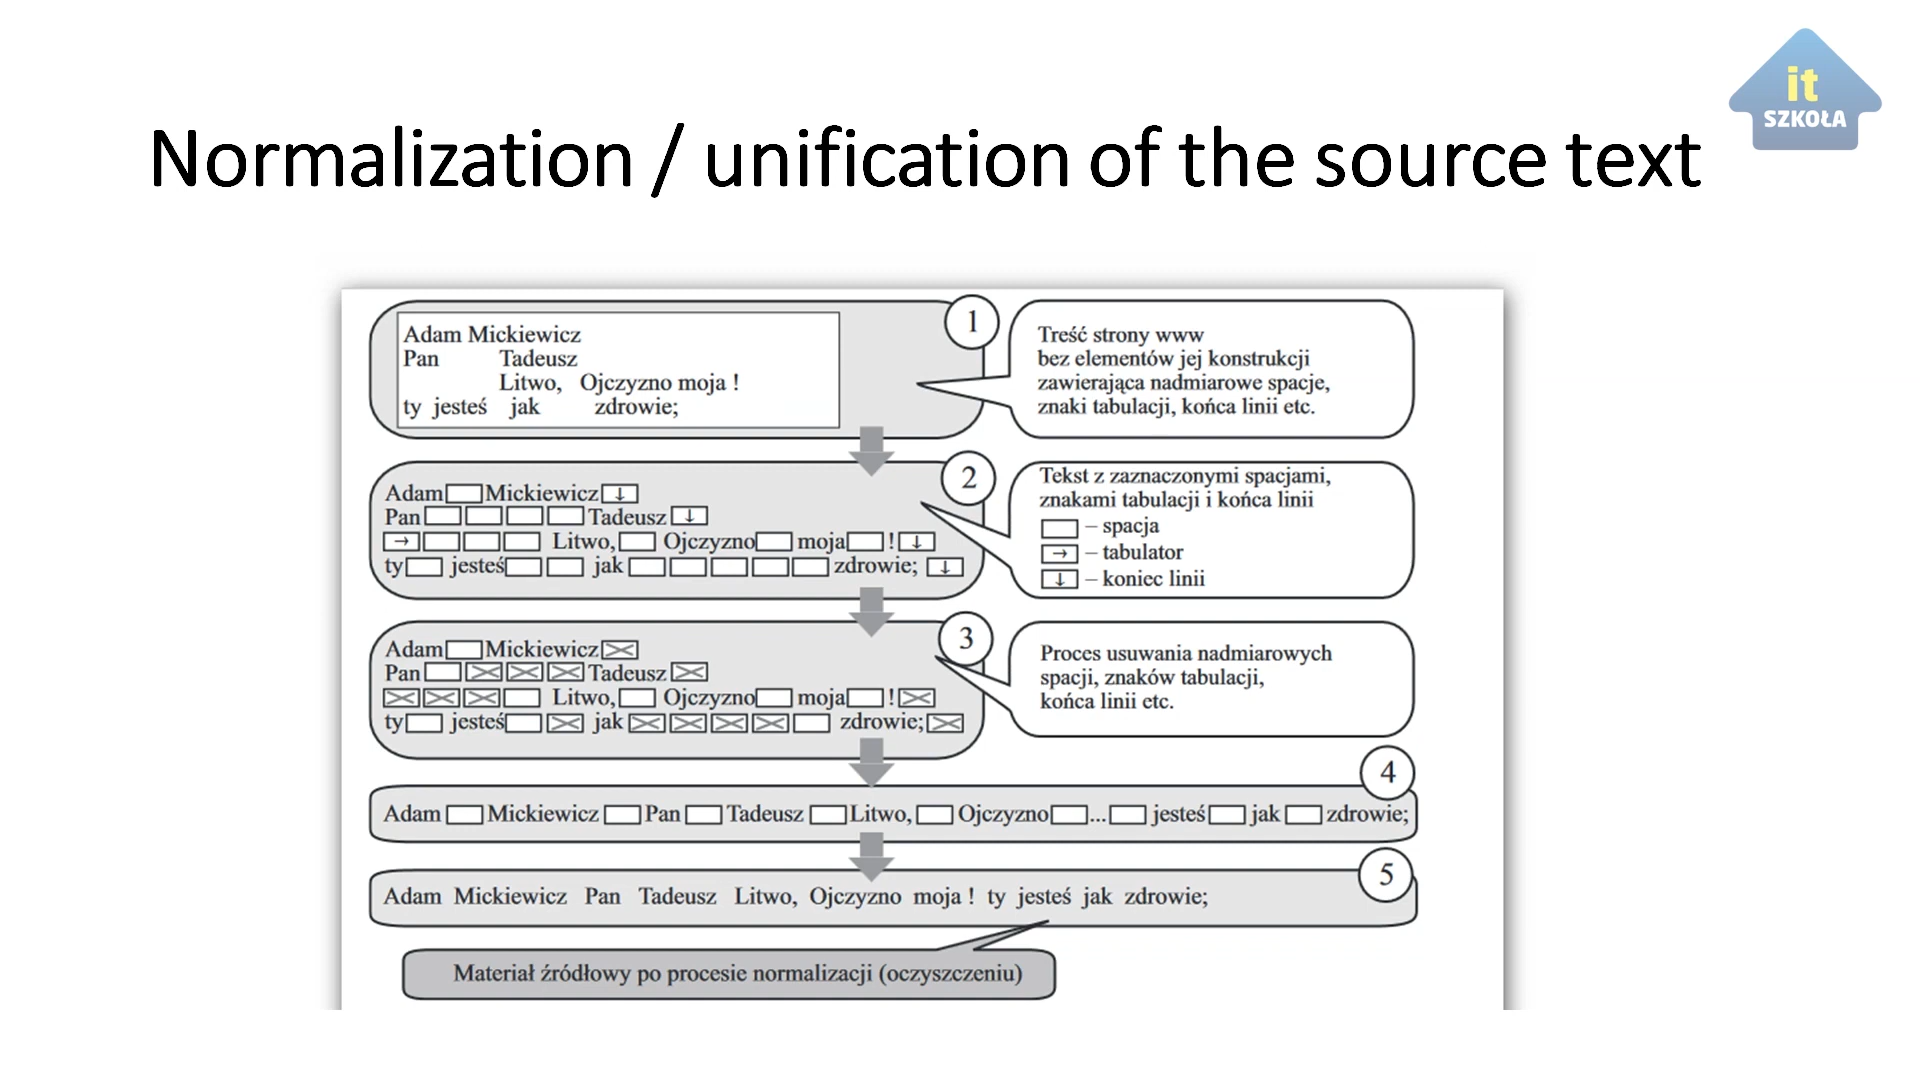 it
SZKOŁA
Normalization / unification of the source text
1
Adam Mickiewicz
Pan Tadeusz
Litwo, Ojczyzno moja !
ty jesteś jak zdrowie;
Treść strony www
bez elementów jej konstrukcji
zawierająca nadmiarowe spacje,
znaki tabulacji, końca linii etc.
2
Adam Mickiewicz ↓
Pan Tadeusz ↓
→ Litwo, Ojczyzno moja ! ↓
ty jesteś jak zdrowie; ↓
Tekst z zaznaczonymi spacjami,
znakami tabulacji i końca linii
– spacja
→ – tabulator
↓ – koniec linii
3
Adam Mickiewicz
Pan Tadeusz
Litwo, Ojczyzno moja !
ty jesteś jak zdrowie;
Proces usuwania nadmiarowych
spacji, znaków tabulacji,
końca linii etc.
4
Adam Mickiewicz Pan Tadeusz Litwo, Ojczyzno ... jesteś jak zdrowie;
5
Adam Mickiewicz Pan Tadeusz Litwo, Ojczyzno moja ! ty jesteś jak zdrowie;
Materiał źródłowy po procesie normalizacji (oczyszczeniu)